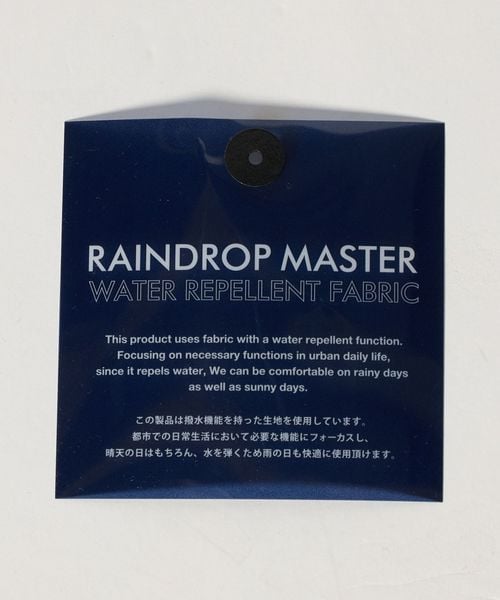 RAINDROP MASTER
WATER REPELLENT FABRIC
This product uses fabric with a water repellent function.
Focusing on necessary functions in urban daily life,
since it repels water, We can be comfortable on rainy days
as well as sunny days.
この製品は撥水機能を持った生地を使用しています。
都市での日常生活において必要な機能にフォーカスし、
晴天の日はもちろん、水を弾くため雨の日も快適に使用頂けます。